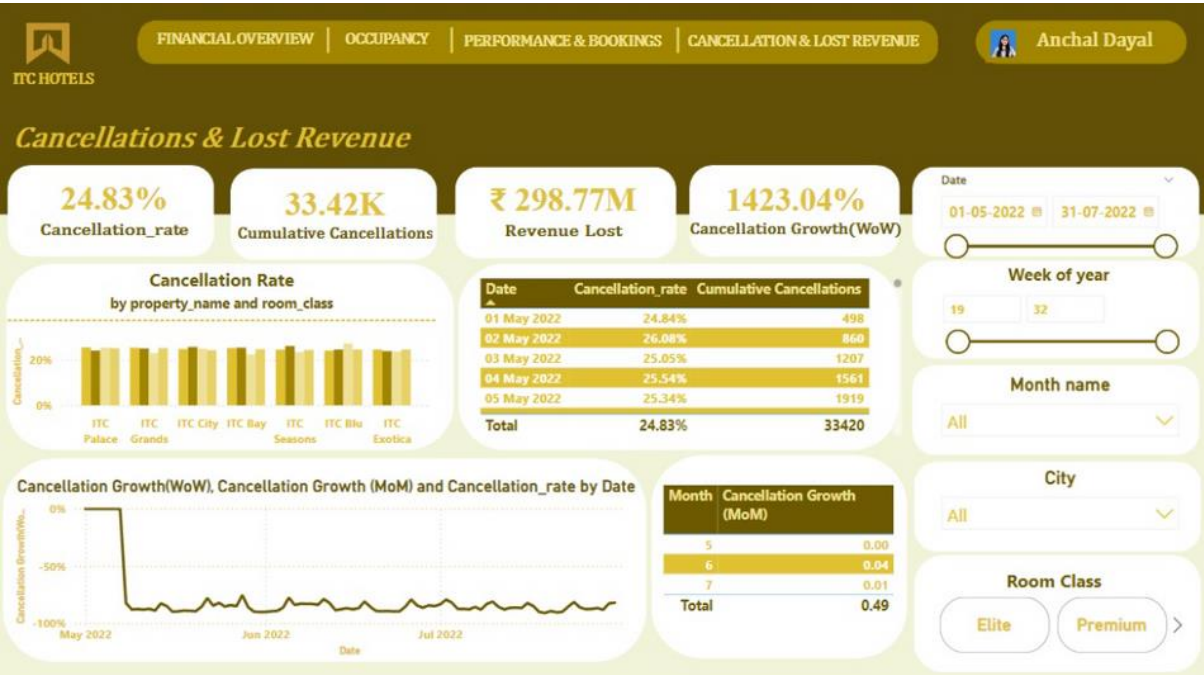 FINANCIAL OVERVIEW | OCCUPANCY | PERFORMANCE & BOOKINGS | CANCELLATION & LOST REVENUE
Anchal Dayal
ITC HOTELS
Cancellations & Lost Revenue
24.83%
Cancellation_rate
33.42K
Cumulative Cancellations
₹ 298.77M
Revenue Lost
1423.04%
Cancellation Growth(WoW)
Date
01-05-2022 31-07-2022
Cancellation Rate
by property_name and room_class
Cancellation_...
20%
0%
ITC Palace ITC Grands ITC City ITC Bay ITC Seasons ITC Blu ITC Exotica
Date Cancellation_rate Cumulative Cancellations
01 May 2022 24.84% 498
02 May 2022 26.08% 860
03 May 2022 25.05% 1207
04 May 2022 25.54% 1561
05 May 2022 25.34% 1919
Total 24.83% 33420
Week of year
19 32
Month name
All
City
All
Room Class
Elite Premium
Cancellation Growth(WoW), Cancellation Growth (MoM) and Cancellation_rate by Date
Cancellation Growth(Wo...
0%
-50%
-100%
May 2022 Jun 2022 Jul 2022
Date
Month Cancellation Growth
(MoM)
5 0.00
6 0.04
7 0.01
Total 0.49